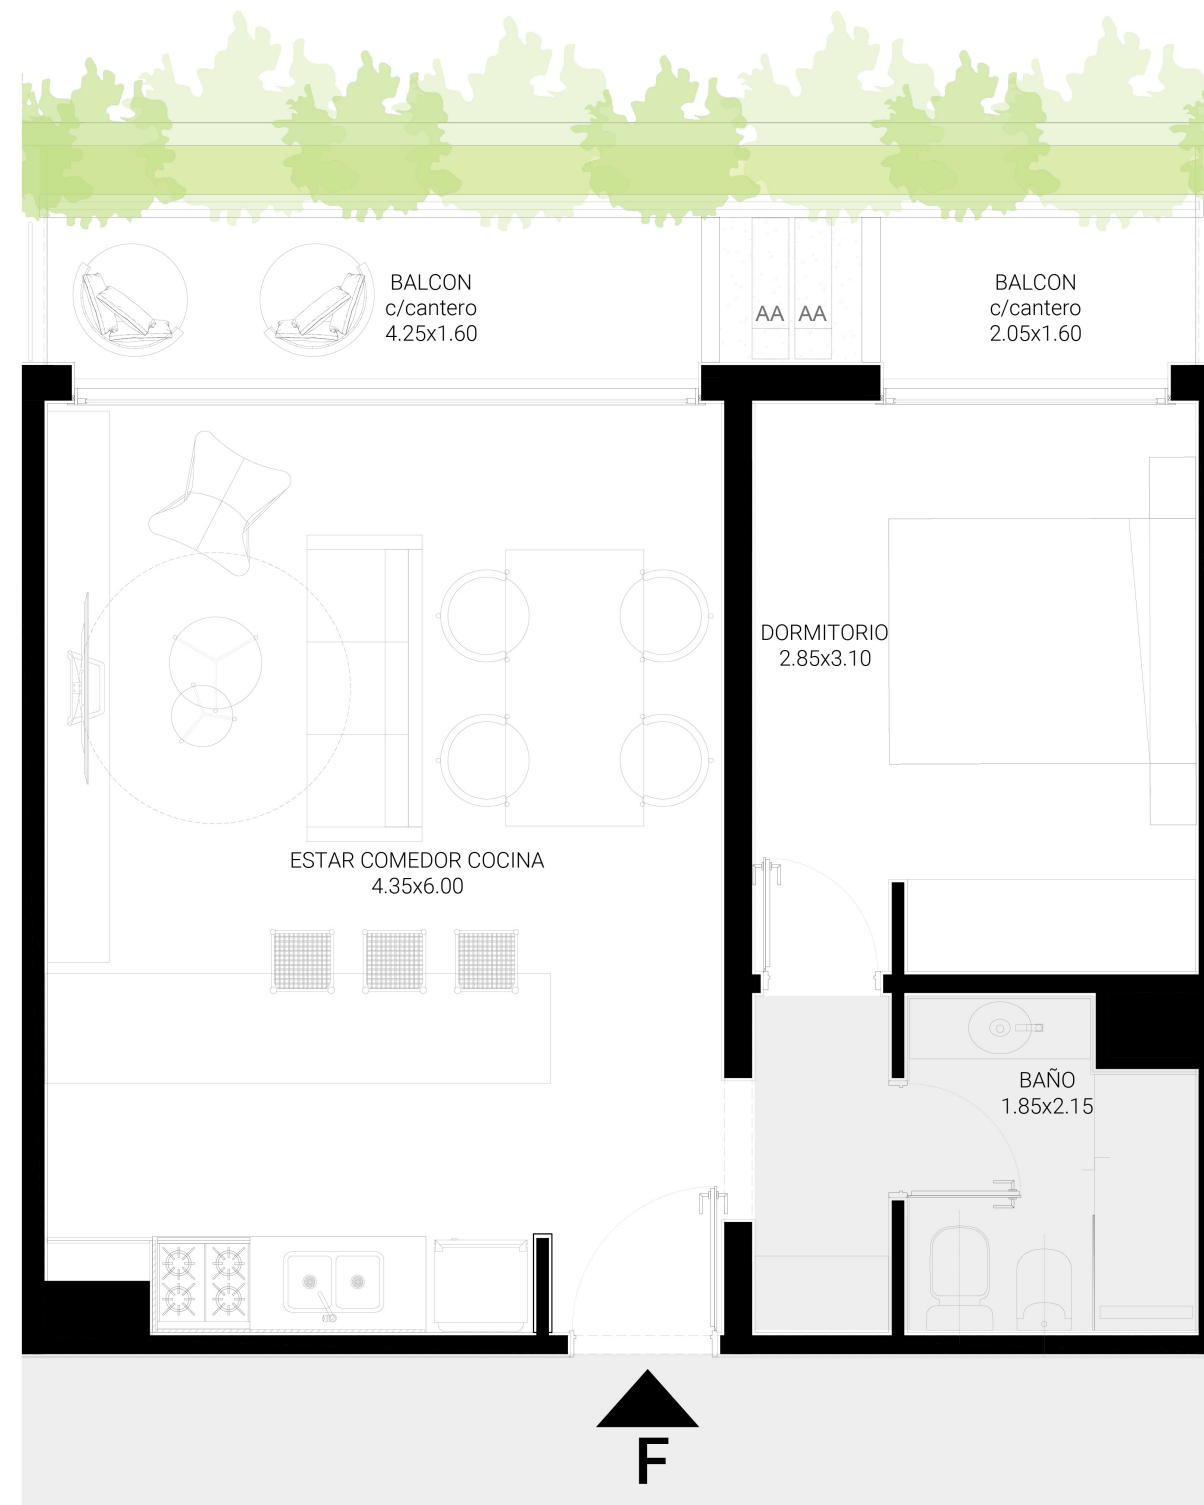 BALCON
c/cantero
4.25x1.60
AA AA
BALCON
c/cantero
2.05x1.60
DORMITORIO
2.85x3.10
ESTAR COMEDOR COCINA
4.35x6.00
BAÑO
1.85x2.15
F